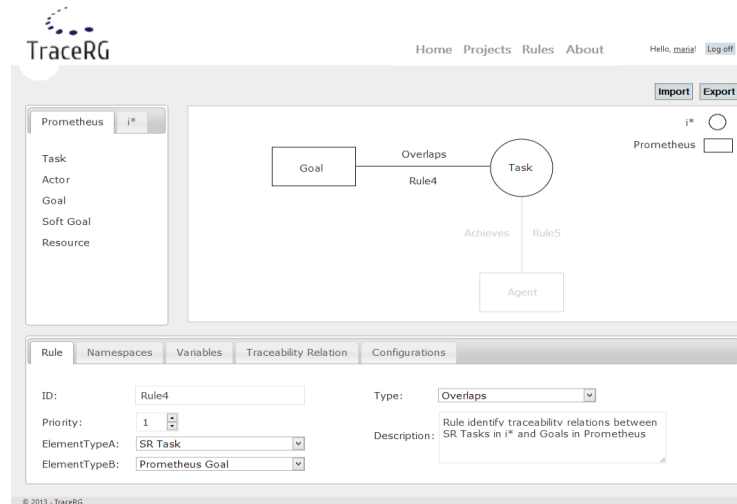 TraceRG
Home Projects Rules About
Hello, maria! Log off
Import Export
Prometheus i*
Task
Actor
Goal
Soft Goal
Resource
i*
Prometheus
Goal
Overlaps
Rule4
Task
Achieves Rule5
Agent
Rule Namespaces Variables Traceability Relation Configurations
ID: Rule4
Priority: 1
ElementTypeA: SR Task
ElementTypeB: Prometheus Goal
Type: Overlaps
Description: Rule identify traceability relations between
SR Tasks in i* and Goals in Prometheus
© 2013 - TraceRG